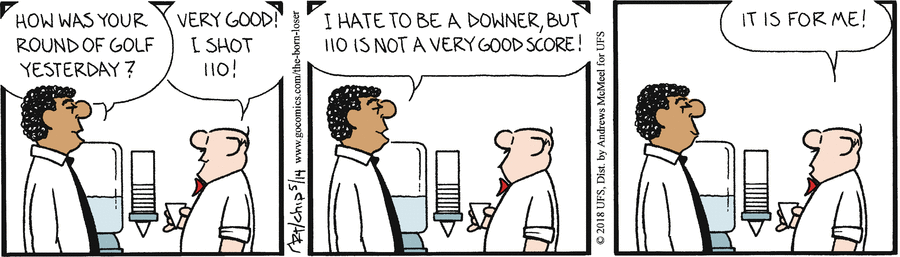 HOW WAS YOUR
ROUND OF GOLF
YESTERDAY?
VERY GOOD!
I SHOT
110!
ART/CHIP 5/14
www.gocomics.com/the-born-loser
I HATE TO BE A DOWNER, BUT
110 IS NOT A VERY GOOD SCORE!
© 2018 UFS, Dist. by Andrews McMeel for UFS
IT IS FOR ME!